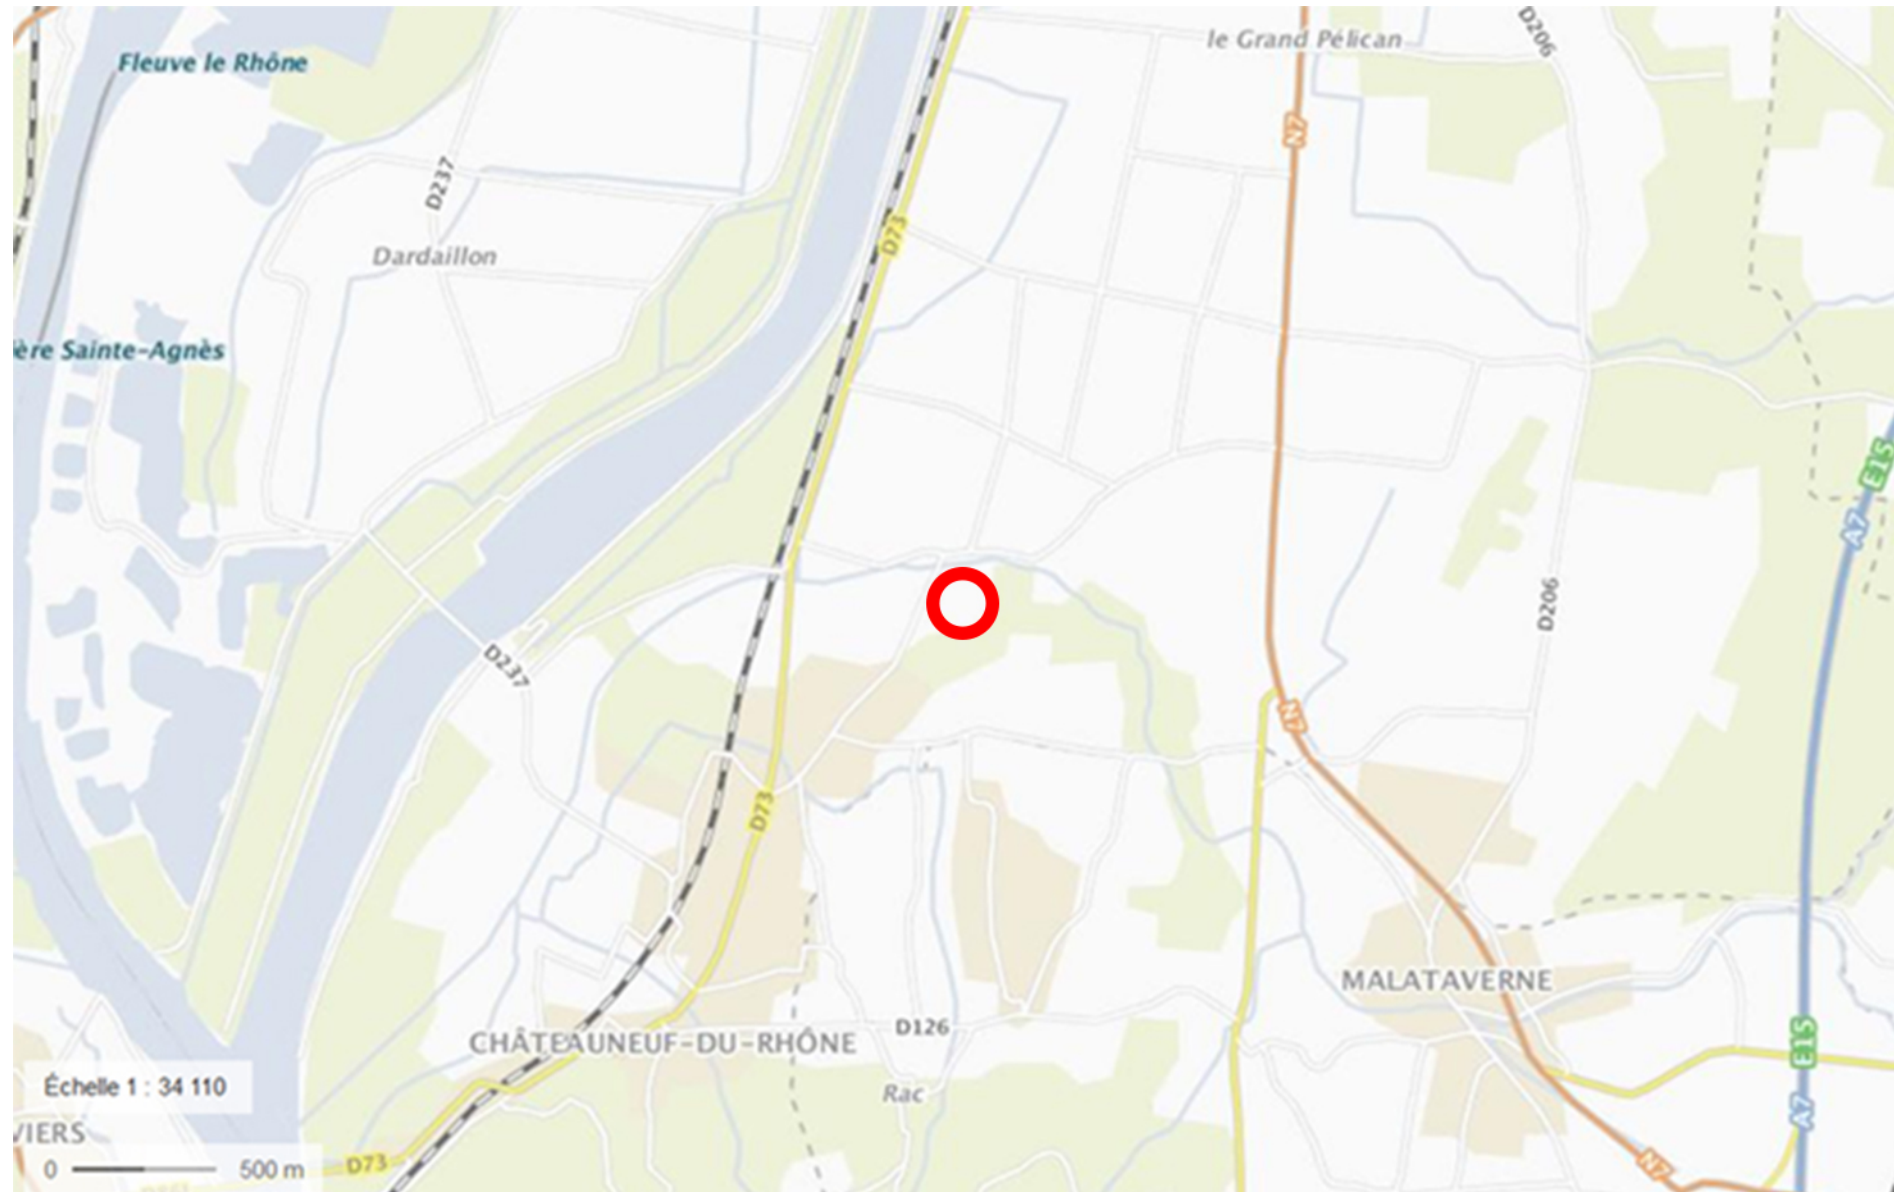 Fleuve le Rhône
le Grand Pélican
D206
N7
D237
D73
Dardaillon
ère Sainte-Agnès
E15
A7
D206
D237
N7
D73
MALATAVERNE
CHÂTEAUNEUF-DU-RHÔNE
D126
E15
Échelle 1 : 34 110
Rac
A7
VIERS
0 500 m
D73
N7